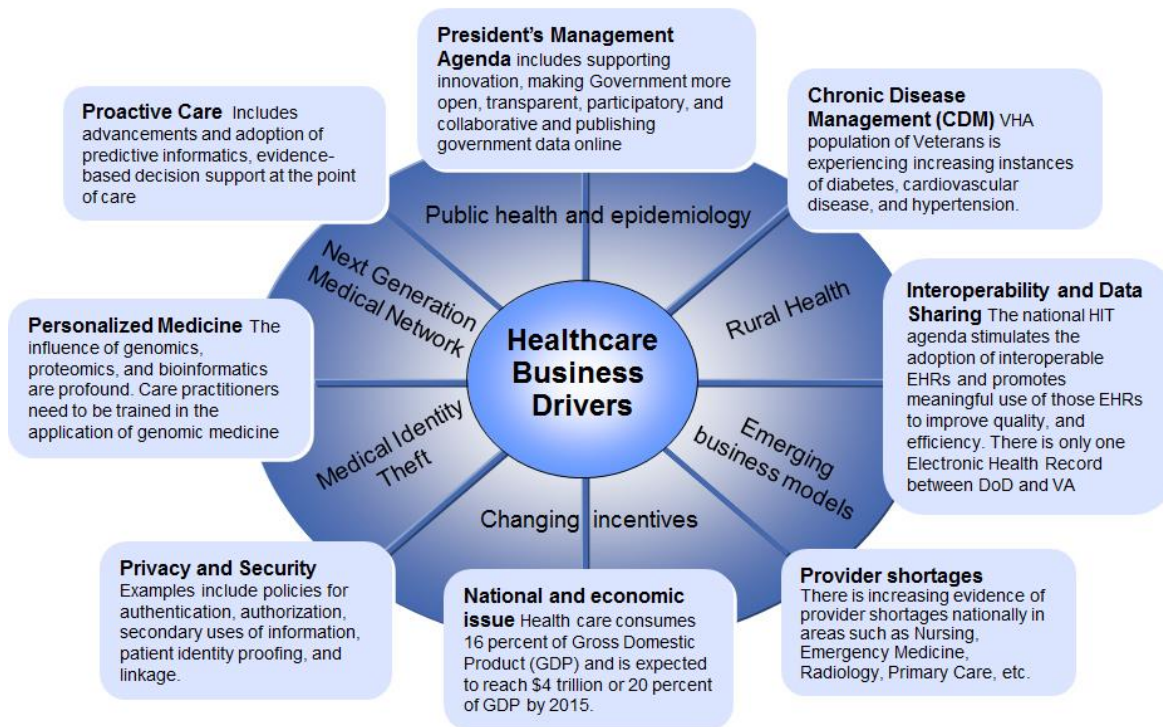 President's Management
Agenda includes supporting
innovation, making Government more
open, transparent, participatory, and
collaborative and publishing
government data online
Proactive Care Includes
advancements and adoption of
predictive informatics, evidence-
based decision support at the point
of care
Chronic Disease
Management (CDM) VHA
population of Veterans is
experiencing increasing instances
of diabetes, cardiovascular
disease, and hypertension.
Public health and epidemiology
Next Generation
Medical Network
Rural Health
Healthcare
Business
Drivers
Personalized Medicine The
influence of genomics,
proteomics, and bioinformatics
are profound. Care practitioners
need to be trained in the
application of genomic medicine
Interoperability and Data
Sharing The national HIT
agenda stimulates the
adoption of interoperable
EHRs and promotes
meaningful use of those EHRs
to improve quality, and
efficiency. There is only one
Electronic Health Record
between DoD and VA
Medical Identity
Theft
Emerging
business models
Changing incentives
Privacy and Security
Examples include policies for
authentication, authorization,
secondary uses of information,
patient identity proofing, and
linkage.
National and economic
issue Health care consumes
16 percent of Gross Domestic
Product (GDP) and is expected
to reach $4 trillion or 20 percent
of GDP by 2015.
Provider shortages
There is increasing evidence of
provider shortages nationally in
areas such as Nursing,
Emergency Medicine,
Radiology, Primary Care, etc.